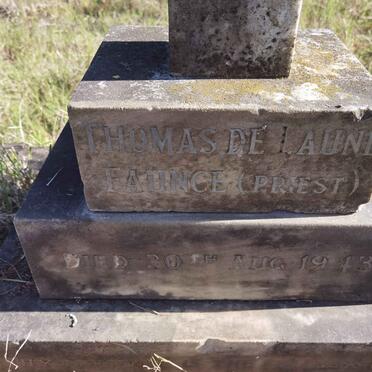 THOMAS DE LAUNE
FAUNCE (PRIEST)
DIED 20TH AUG. 1943